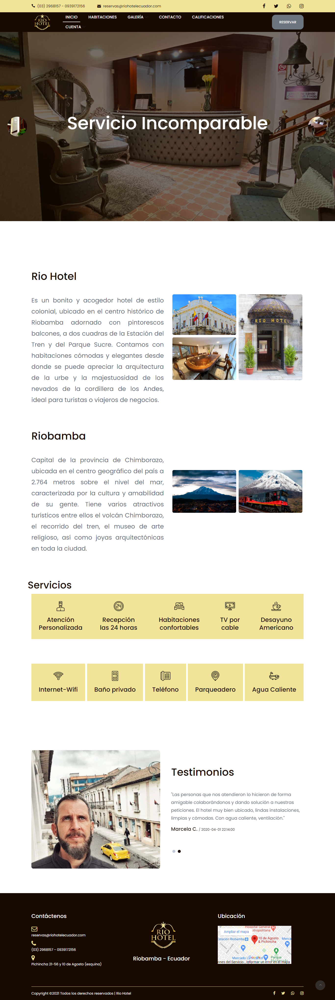 (03) 2968157 - 0939172156
reservas@riohotelecuador.com
RIO
HOTEL
INICIO
HABITACIONES
GALERÍA
CONTACTO
CALIFICACIONES
CUENTA
RESERVAR
Servicio Incomparable
Rio Hotel
Es un bonito y acogedor hotel de estilo
colonial, ubicado en el centro histórico de
Riobamba adornado con pintorescos
balcones, a dos cuadras de la Estación del
Tren y del Parque Sucre. Contamos con
habitaciones cómodas y elegantes desde
donde se puede apreciar la arquitectura
de la urbe y la majestuosidad de los
nevados de la cordillera de los Andes,
ideal para turistas o viajeros de negocios.
RIO HOTEL
RIO
HOTEL
Riobamba
Capital de la provincia de Chimborazo,
ubicada en el centro geográfico del país a
2.764 metros sobre el nivel del mar,
caracterizada por la cultura y amabilidad
de su gente. Tiene varios atractivos
turísticos entre ellos el volcán Chimborazo,
el recorrido del tren, el museo de arte
religioso, así como joyas arquitectónicas
en toda la ciudad.
Servicios
24
Atención
Personalizada
Recepción
las 24 horas
Habitaciones
confortables
TV por
cable
Desayuno
Americano
P
Internet-Wifi
Baño privado
Teléfono
Parqueadero
Agua Caliente
Testimonios
"Las personas que nos atendieron lo hicieron de forma
amigable colaborándonos y dando solución a nuestras
peticiones. El hotel muy bien ubicado, lindas instalaciones,
limpias y cómodas. Con agua caliente, ventilación."
Marcela C. / 2020-04-01 22:14:00
Contáctenos
reservas@riohotelecuador.com
(03) 2968157 - 0939172156
Pichincha 21-56 y 10 de Agosto (esquina)
RIO
HOTEL
Riobamba - Ecuador
Ubicación
Hospital General
Ampliar el mapa
etropolitana
Estación Riobamba
10 de Agosto
& Pichincha
Merca
Chile
Mercado La Merced
Google
Parque
ones del Servicio
Informar un error en el mapa
Copyright ©2021 Todos los derechos reservados | Rio Hotel